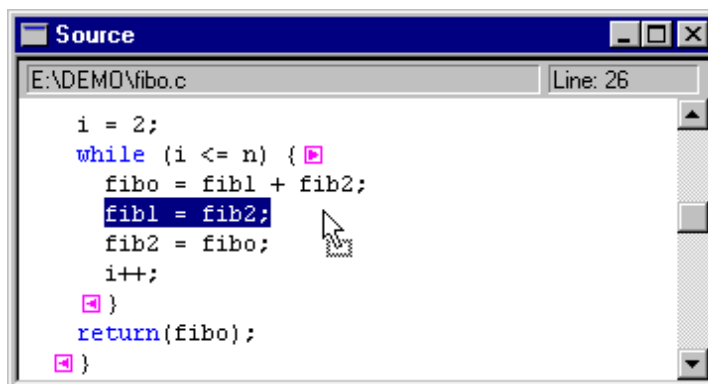 Source
E:\DEMO\fibo.c Line: 26
i = 2;
while (i <= n) {
fibo = fib1 + fib2;
fib1 = fib2;
fib2 = fibo;
i++;
}
return(fibo);
}